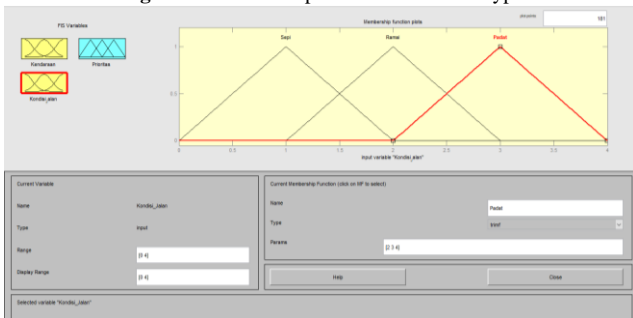 FIS Variables
Membership function plots
181
Kendaraan
Prioritas
Kondisi_jalan
Sepi
Ramai
Padat
1
0.5
0
0 0.5 1 1.5 2 2.5 3 3.5 4
input variable "Kondisi_Jalan"
Current Variable
Current Membership Function (click on MF to select)
Name Kondisi_Jalan
Name Padat
Type input
Type trimf
Range [0 4]
Params [2 3 4]
Display Range [0 4]
Help Close
Selected variable "Kondisi_Jalan"